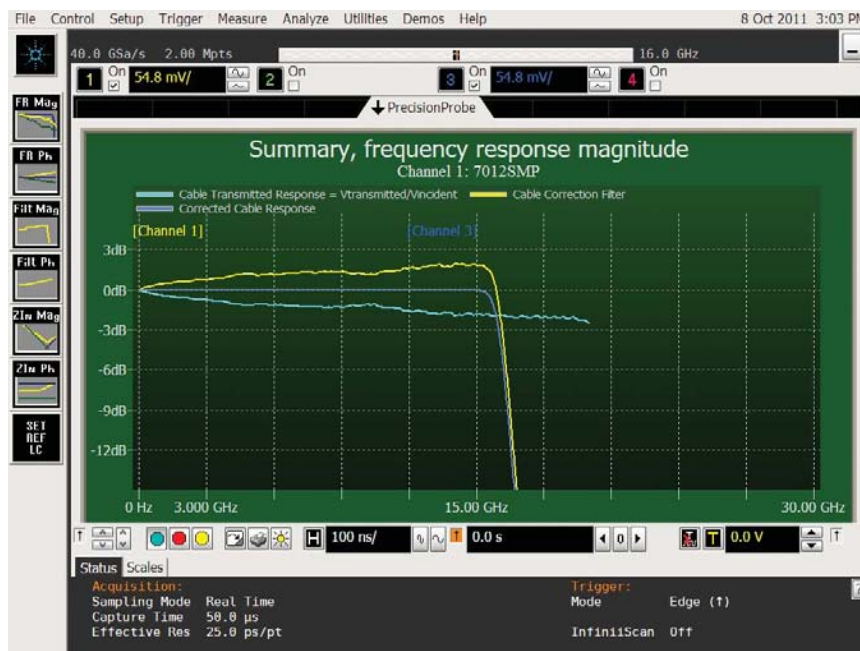 File Control Setup Trigger Measure Analyze Utilities Demos Help 8 Oct 2011 3:03 PM
40.0 GSa/s 2.00 Mpts 16.0 GHz
1 On 54.8 mV/ 2 On 3 On 54.8 mV/ 4 On
PrecisionProbe
FR Mag
FR Ph
Filt Mag
Filt Ph
ZIn Mag
ZIn Ph
SET
REF
LC
Summary, frequency response magnitude
Channel 1: 7012SMP
Cable Transmitted Response = Vtransmitted/Vincident Cable Correction Filter
Corrected Cable Response
[Channel 1] [Channel 3]
3dB
0dB
-3dB
-6dB
-9dB
-12dB
0 Hz 3.000 GHz 15.00 GHz 30.00 GHz
H 100 ns/ 0.0 s 0 T 0.0 V
Status Scales
Acquisition: Trigger:
Sampling Mode Real Time Mode Edge (↑)
Capture Time 50.0 µs
Effective Res 25.0 ps/pt InfiniiScan Off
?